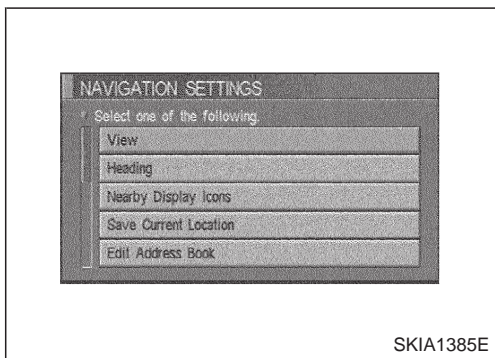 NAVIGATION SETTINGS
Select one of the following.
View
Heading
Nearby Display Icons
Save Current Location
Edit Address Book
SKIA1385E